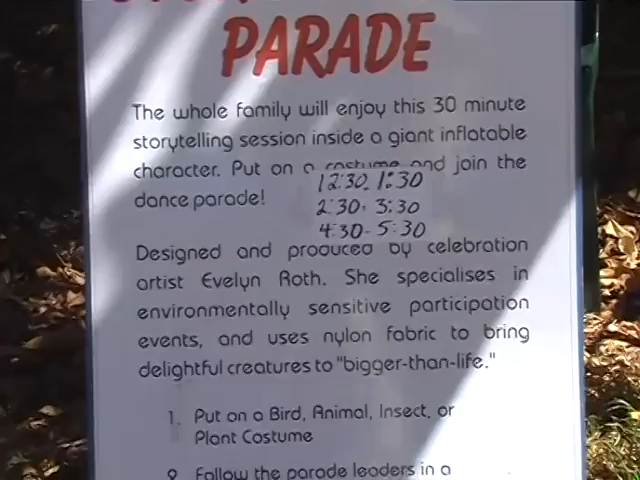 PARADE
The whole family will enjoy this 30 minute
storytelling session inside a giant inflatable
character. Put on a costume and join the
12:30, 1:30
dance parade!
2:30, 3:30
4:30- 5:30
Designed and produced by celebration
artist Evelyn Roth. She specialises in
environmentally sensitive participation
events, and uses nylon fabric to bring
delightful creatures to "bigger-than-life."
1. Put on a Bird, Animal, Insect, or
Plant Costume
2 Follow the parade leaders in a